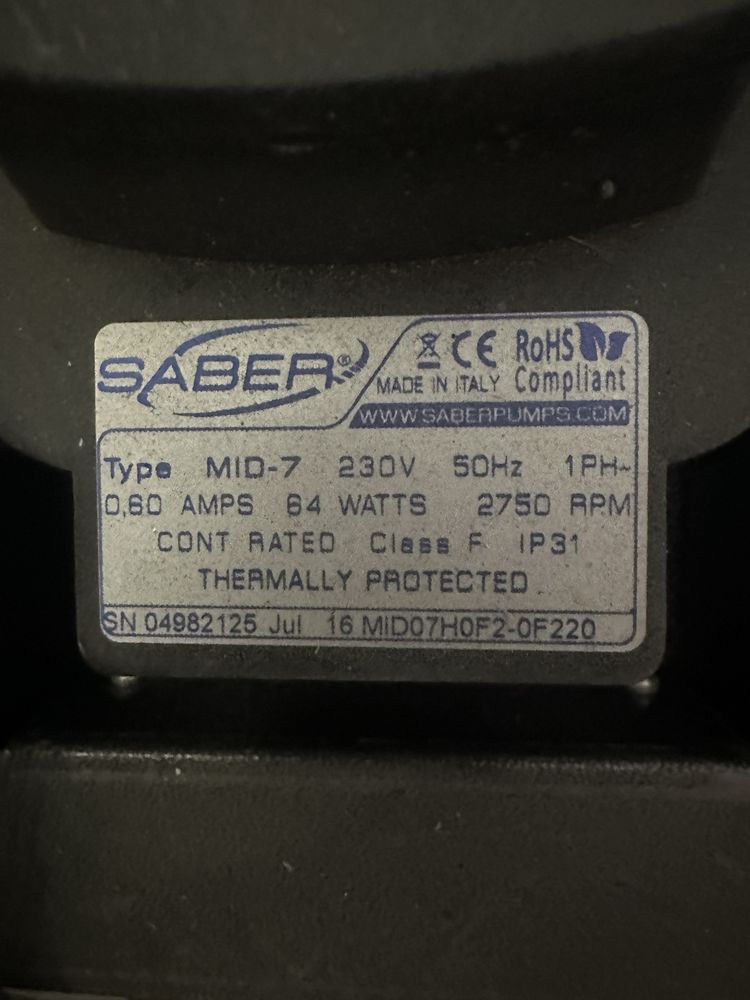 SABER®
CE RoHS
MADE IN ITALY Compliant
WWW.SABERPUMPS.COM
Type MID-7 230V 50Hz 1PH~
0,60 AMPS 64 WATTS 2750 RPM
CONT RATED Class F IP31
THERMALLY PROTECTED
SN 04982125 Jul 16 MID07H0F2-0F220